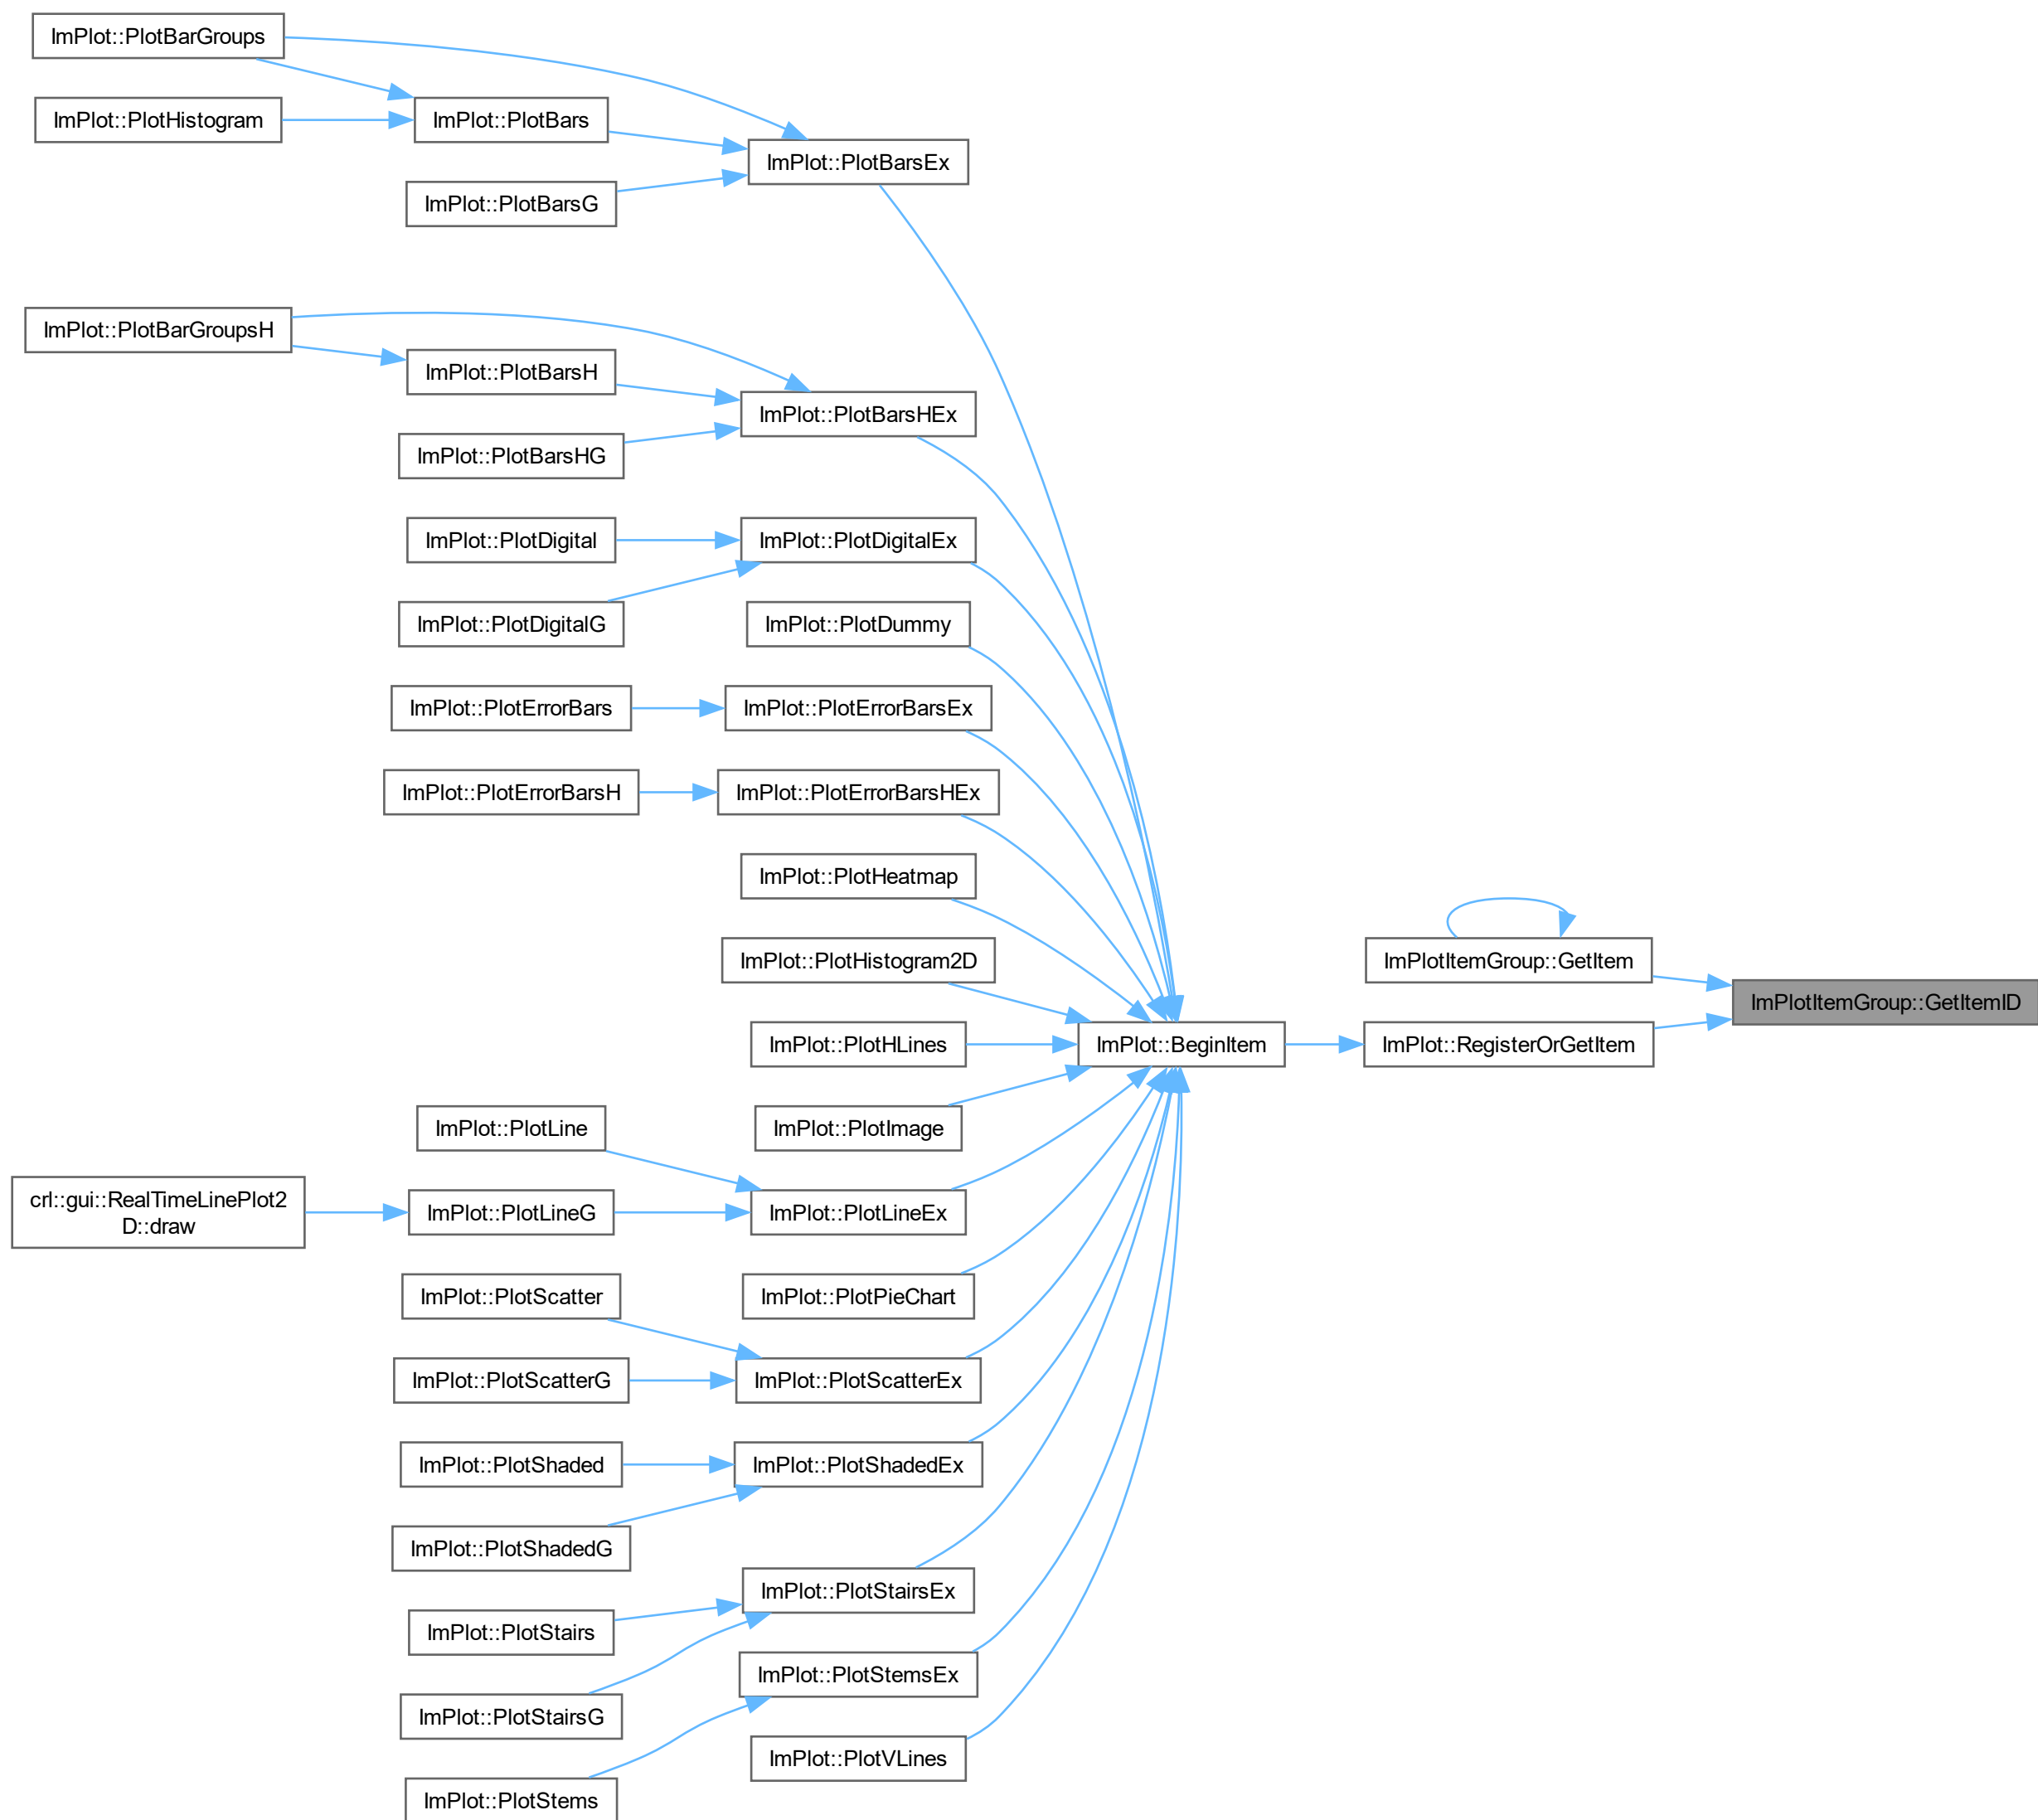 ImPlot::PlotBarGroups
ImPlot::PlotHistogram
ImPlot::PlotBars
ImPlot::PlotBarsEx
ImPlot::PlotBarsG
ImPlot::PlotBarGroupsH
ImPlot::PlotBarsH
ImPlot::PlotBarsHEx
ImPlot::PlotBarsHG
ImPlot::PlotDigital
ImPlot::PlotDigitalEx
ImPlot::PlotDigitalG
ImPlot::PlotDummy
ImPlot::PlotErrorBars
ImPlot::PlotErrorBarsEx
ImPlot::PlotErrorBarsH
ImPlot::PlotErrorBarsHEx
ImPlot::PlotHeatmap
ImPlot::PlotHistogram2D
ImPlotItemGroup::GetItem
ImPlotItemGroup::GetItemID
ImPlot::PlotHLines
ImPlot::BeginItem
ImPlot::RegisterOrGetItem
ImPlot::PlotImage
ImPlot::PlotLine
crl::gui::RealTimeLinePlot2
D::draw
ImPlot::PlotLineG
ImPlot::PlotLineEx
ImPlot::PlotScatter
ImPlot::PlotPieChart
ImPlot::PlotScatterG
ImPlot::PlotScatterEx
ImPlot::PlotShaded
ImPlot::PlotShadedEx
ImPlot::PlotShadedG
ImPlot::PlotStairsEx
ImPlot::PlotStairs
ImPlot::PlotStemsEx
ImPlot::PlotStairsG
ImPlot::PlotVLines
ImPlot::PlotStems